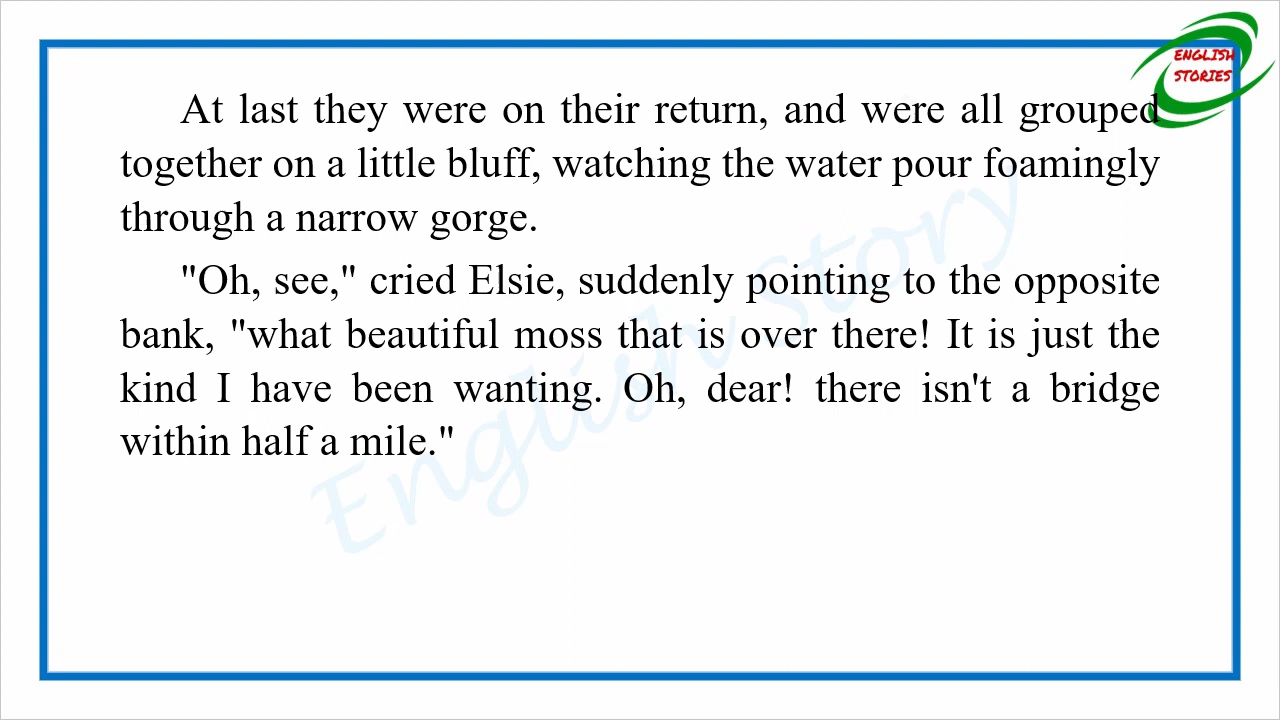 ENGLISH
STORIES
At last they were on their return, and were all grouped
together on a little bluff, watching the water pour foamingly
through a narrow gorge.
"Oh, see," cried Elsie, suddenly pointing to the opposite
bank, "what beautiful moss that is over there! It is just the
kind I have been wanting. Oh, dear! there isn't a bridge
within half a mile."
English Story